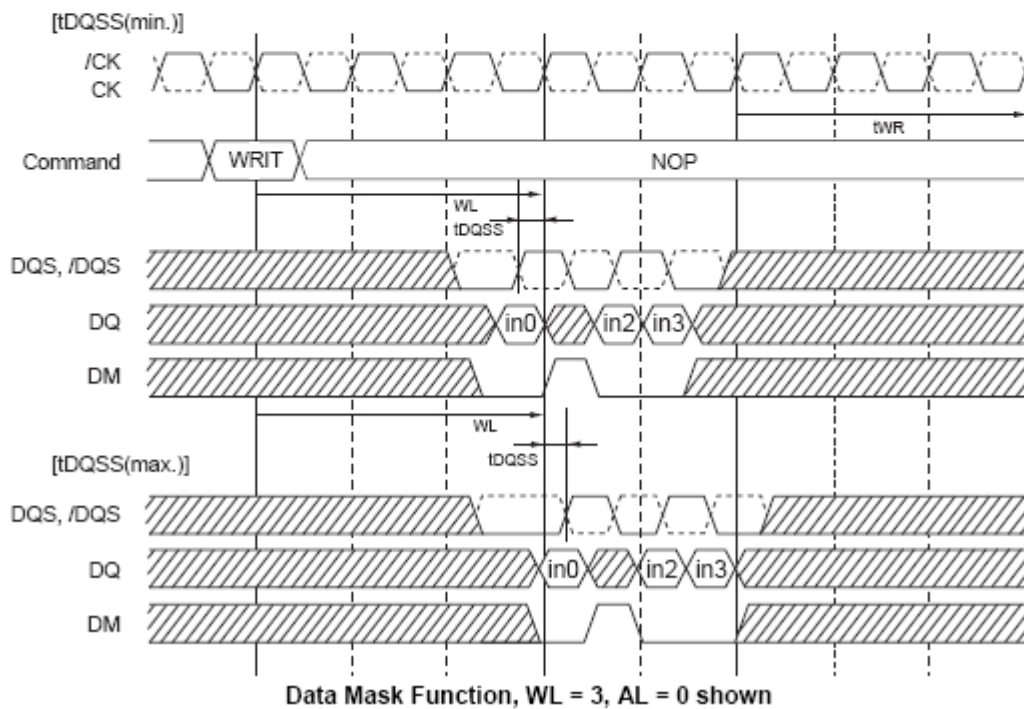 [tDQSS(min.)]
/CK
CK
tWR
Command WRIT NOP
WL
tDQSS
DQS, /DQS
DQ in0 in2 in3
DM
WL
tDQSS
[tDQSS(max.)]
DQS, /DQS
DQ in0 in2 in3
DM
Data Mask Function, WL = 3, AL = 0 shown